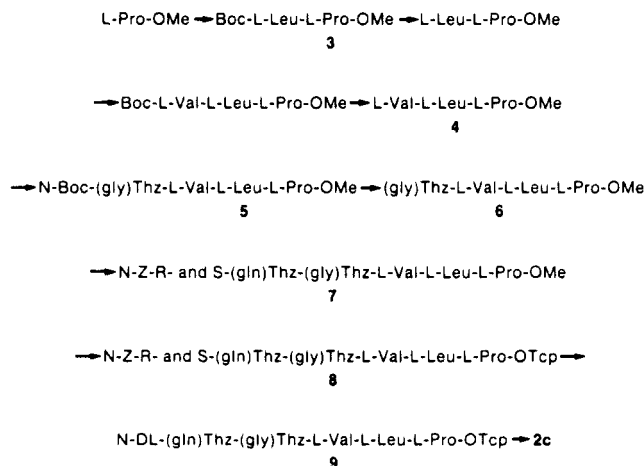 L-Pro-OMe → Boc-L-Leu-L-Pro-OMe → L-Leu-L-Pro-OMe
3
→ Boc-L-Val-L-Leu-L-Pro-OMe → L-Val-L-Leu-L-Pro-OMe
4
→ N-Boc-(gly)Thz-L-Val-L-Leu-L-Pro-OMe → (gly)Thz-L-Val-L-Leu-L-Pro-OMe
5 6
→ N-Z-R- and S-(gln)Thz-(gly)Thz-L-Val-L-Leu-L-Pro-OMe
7
→ N-Z-R- and S-(gln)Thz-(gly)Thz-L-Val-L-Leu-L-Pro-OTcp →
8
N-DL-(gln)Thz-(gly)Thz-L-Val-L-Leu-L-Pro-OTcp → 2c
9